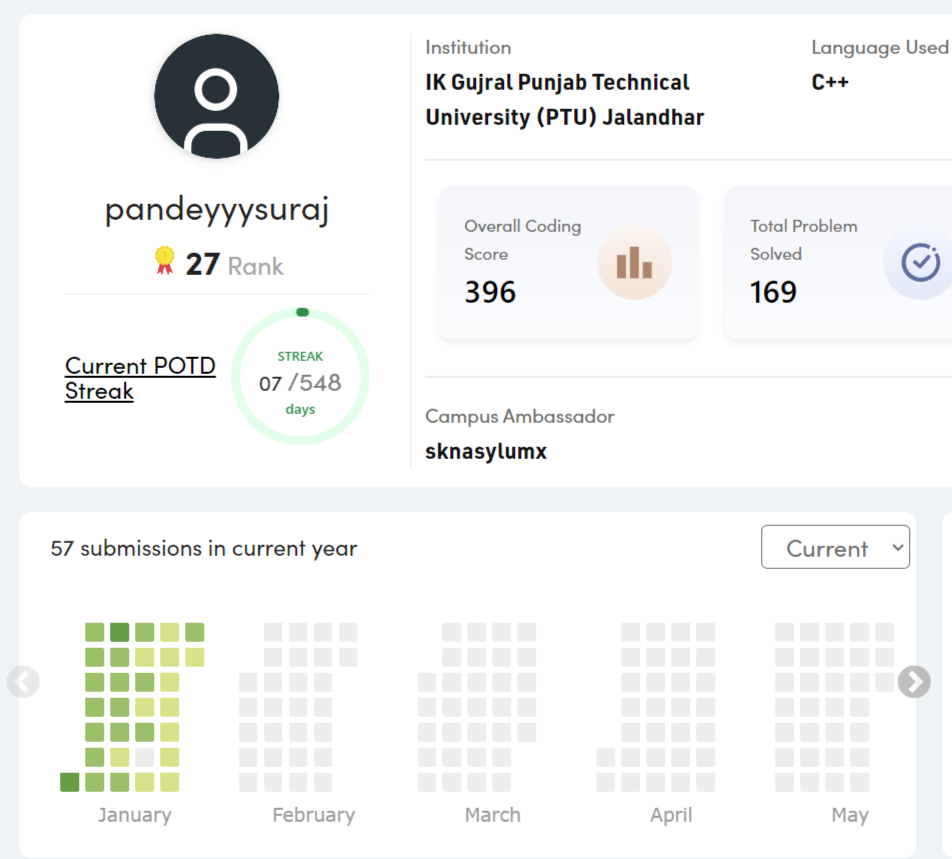 pandeyyysuraj
27 Rank
Current POTD
Streak
STREAK
07 /548
days
Institution
IK Gujral Punjab Technical
University (PTU) Jalandhar
Language Used
C++
Overall Coding
Score
396
Total Problem
Solved
169
Campus Ambassador
sknasylumx
57 submissions in current year
Current
January
February
March
April
May